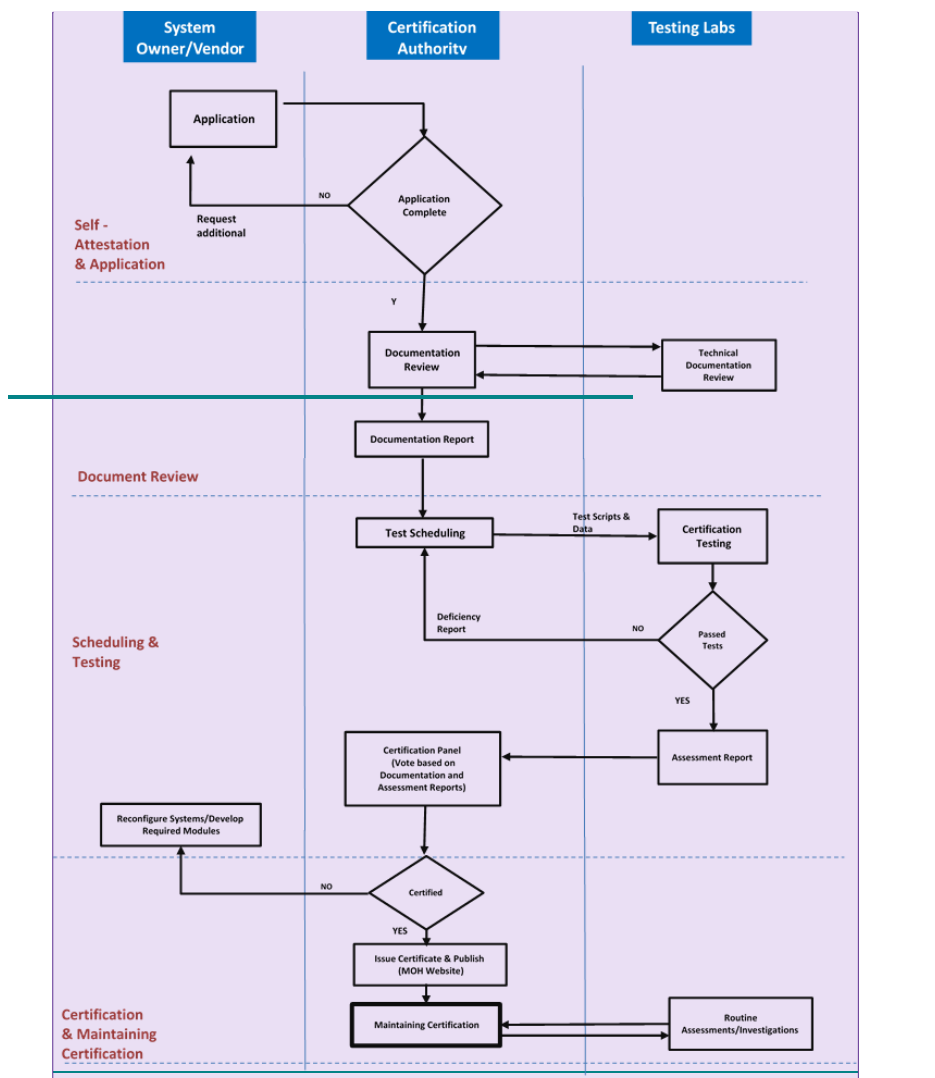 System
Owner/Vendor
Certification
Authority
Testing Labs
Application
Application
Complete
NO
Request
additional
Self -
Attestation
& Application
Y
Documentation
Review
Technical
Documentation
Review
Documentation Report
Document Review
Test Scheduling
Test Scripts &
Data
Certification
Testing
Deficiency
Report
NO
Passed
Tests
Scheduling &
Testing
YES
Certification Panel
(Vote based on
Documentation and
Assessment Reports)
Assessment Report
Reconfigure Systems/Develop
Required Modules
NO
Certified
YES
Issue Certificate & Publish
(MOH Website)
Certification
& Maintaining
Certification
Maintaining Certification
Routine
Assessments/Investigations